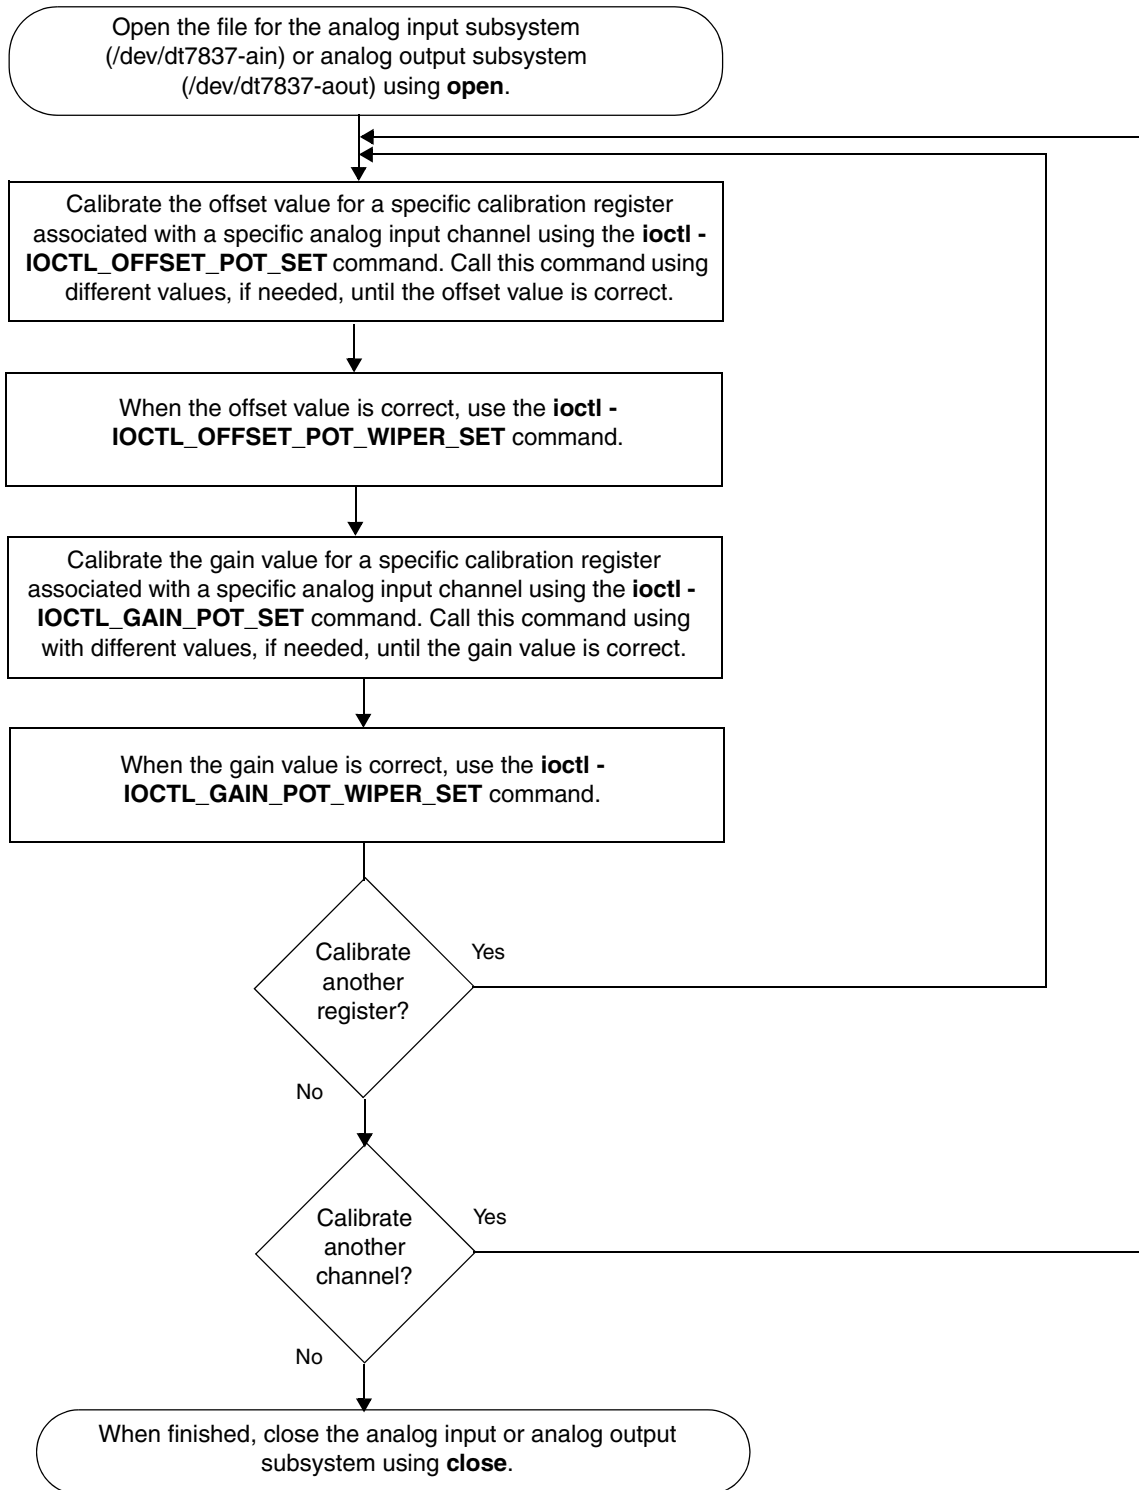 Open the file for the analog input subsystem
(/dev/dt7837-ain) or analog output subsystem
(/dev/dt7837-aout) using open.
Calibrate the offset value for a specific calibration register
associated with a specific analog input channel using the ioctl -
IOCTL_OFFSET_POT_SET command. Call this command using
different values, if needed, until the offset value is correct.
When the offset value is correct, use the ioctl -
IOCTL_OFFSET_POT_WIPER_SET command.
Calibrate the gain value for a specific calibration register
associated with a specific analog input channel using the ioctl -
IOCTL_GAIN_POT_SET command. Call this command using
with different values, if needed, until the gain value is correct.
When the gain value is correct, use the ioctl -
IOCTL_GAIN_POT_WIPER_SET command.
Calibrate
another
register?
Yes
No
Calibrate
another
channel?
Yes
No
When finished, close the analog input or analog output
subsystem using close.